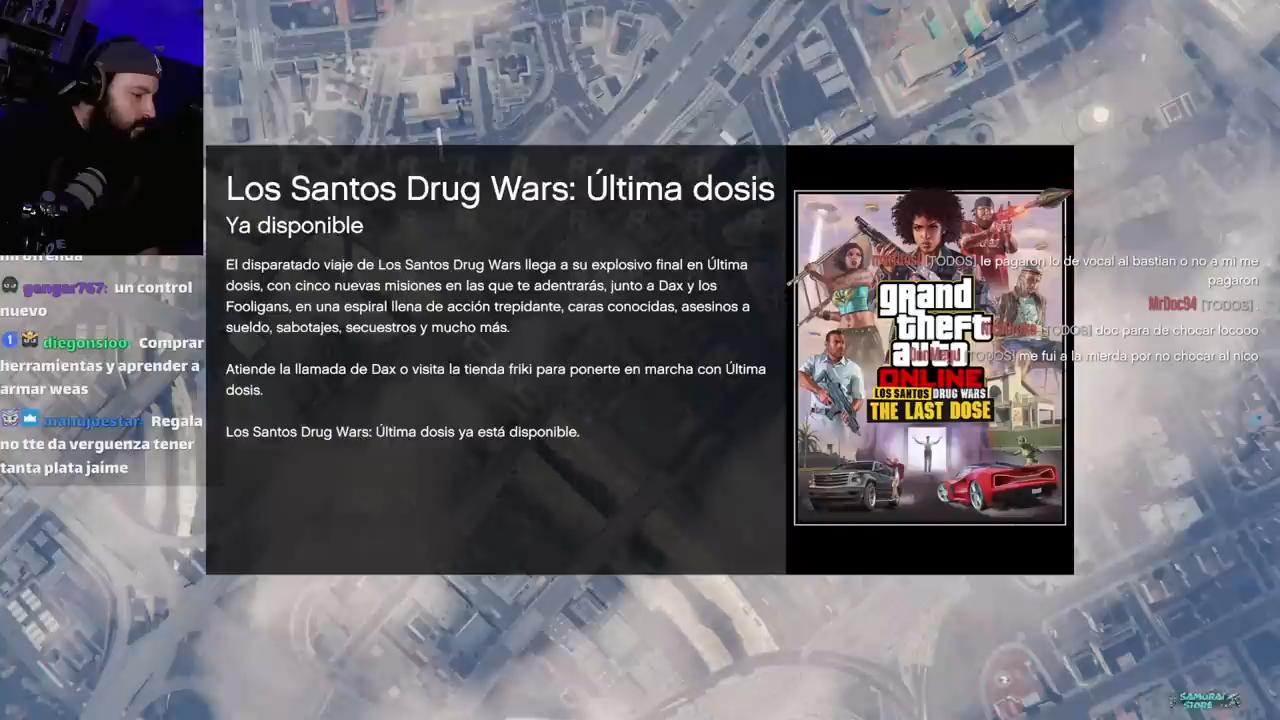 Los Santos Drug Wars: Última dosis
Ya disponible
El disparatado viaje de Los Santos Drug Wars llega a su explosivo final en Última
dosis, con cinco nuevas misiones en las que te adentrarás, junto a Dax y los
Fooligans, en una espiral llena de acción trepidante, caras conocidas, asesinos a
sueldo, sabotajes, secuestros y mucho más.
Atiende la llamada de Dax o visita la tienda friki para ponerte en marcha con Última
dosis.
Los Santos Drug Wars: Última dosis ya está disponible.
gengar767: un control
nuevo
diegonsioo: Comprar
herramientas y aprender a
armar weas
manujoestar: Regala
no tte da verguenza tener
tanta plata jaime
grand
theft
auto
ONLINE
LOS SANTOS DRUG WARS
THE LAST DOSE
[TODOS] le pagaron lo de vocal al bastian o no a mi me
pagaron
MrDoc94 [TODOS] .
[TODOS] doc para de chocar locooo
[TODOS] me fui a la mierda por no chocar al nico
SAMURAI
STORE